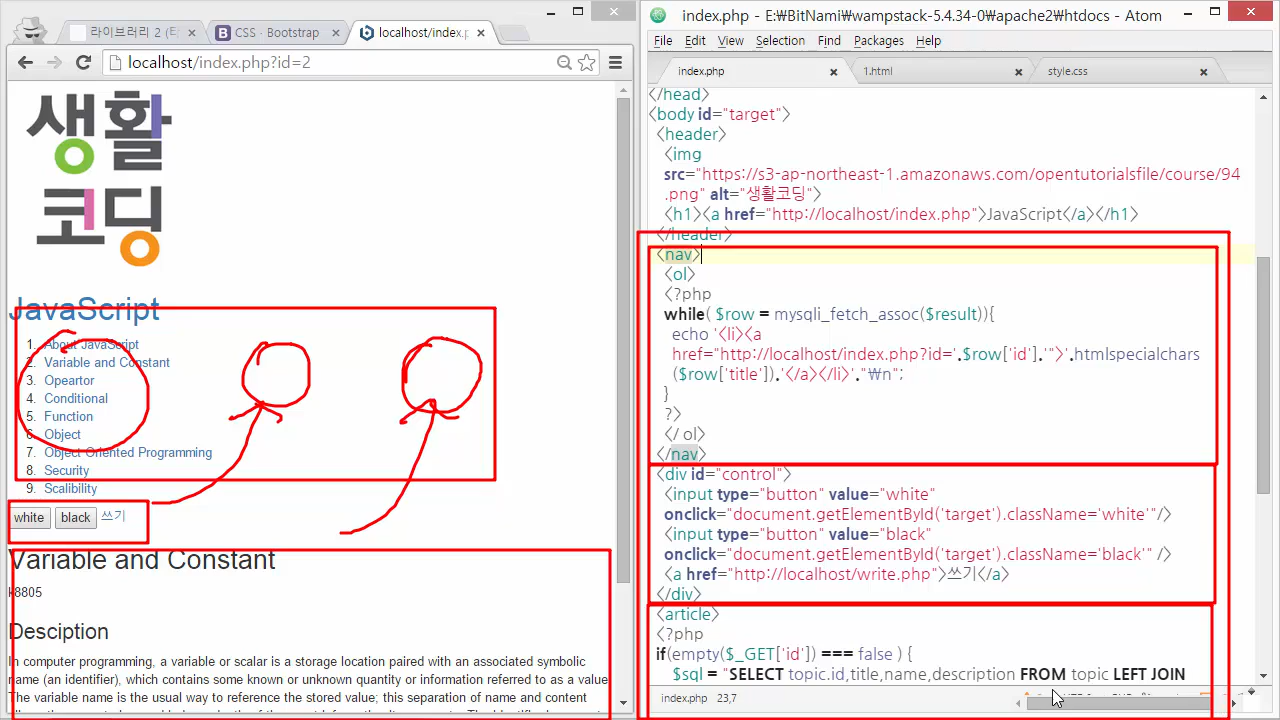 라이브러리 2 (터
CSS · Bootstrap
localhost/index.p
localhost/index.php?id=2
생활
코딩
JavaScript
1. About JavaScript
2. Variable and Constant
3. Opeartor
4. Conditional
5. Function
6. Object
7. Object Oriented Programming
8. Security
9. Scalibility
white black 쓰기
Variable and Constant
k8805
Desciption
In computer programming, a variable or scalar is a storage location paired with an associated symbolic
name (an identifier), which contains some known or unknown quantity or information referred to as a value.
The variable name is the usual way to reference the stored value; this separation of name and content
index.php - E:₩BitNami₩wampstack-5.4.34-0₩apache2₩htdocs - Atom
File Edit View Selection Find Packages Help
index.php 1.html style.css
</head>
<body id="target">
<header>
<img
src="https://s3-ap-northeast-1.amazonaws.com/opentutorialsfile/course/94
.png" alt="생활코딩">
<h1><a href="http://localhost/index.php">JavaScript</a></h1>
</header>
<nav>
<ol>
<?php
while( $row = mysqli_fetch_assoc($result)){
echo '<li><a
href="http://localhost/index.php?id='.$row['id'].'">'.htmlspecialchars
($row['title']).'</a></li>'."₩n";
}
?>
</ ol>
</nav>
<div id="control">
<input type="button" value="white"
onclick="document.getElementById('target').className='white'"/>
<input type="button" value="black"
onclick="document.getElementById('target').className='black'" />
<a href="http://localhost/write.php">쓰기</a>
</div>
<article>
<?php
if(empty($_GET['id']) === false ) {
$sql = "SELECT topic.id,title,name,description FROM topic LEFT JOIN
index.php 23,7